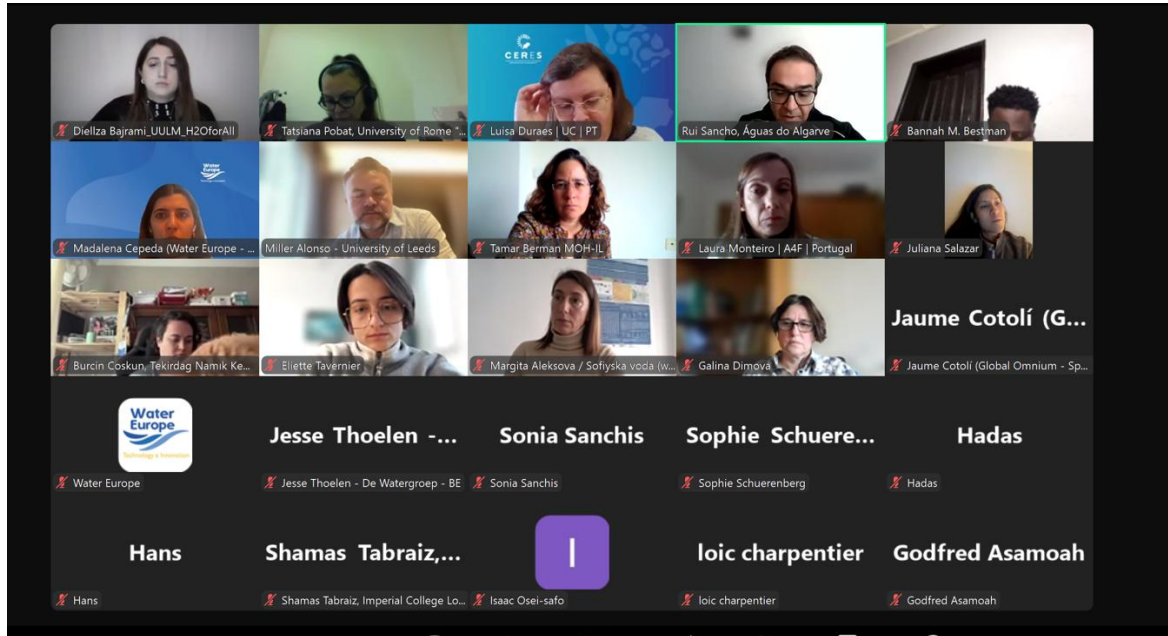 CERES
Diellza Bajrami_UULM_H2OforAll
Tatsiana Pobat, University of Rome "...
Luisa Duraes | UC | PT
Rui Sancho, Águas do Algarve
Bannah M. Bestman
Water
Europe
Madalena Cepeda (Water Europe - ...
Miller Alonso - University of Leeds
Tamar Berman MOH-IL
Laura Monteiro | A4F | Portugal
Juliana Salazar
Burcin Coskun, Tekirdag Namik Ke...
Eliette Tavernier
Margita Aleksova / Sofiyska voda (w...
Galina Dimova
Jaume Cotolí (G...
Jaume Cotolí (Global Omnium - Sp...
Water
Europe
Technology & Innovation
Water Europe
Jesse Thoelen -...
Jesse Thoelen - De Watergroep - BE
Sonia Sanchis
Sonia Sanchis
Sophie Schuere...
Sophie Schuerenberg
Hadas
Hadas
Hans
Hans
Shamas Tabraiz,...
Shamas Tabraiz, Imperial College Lo...
I
Isaac Osei-safo
loic charpentier
loic charpentier
Godfred Asamoah
Godfred Asamoah